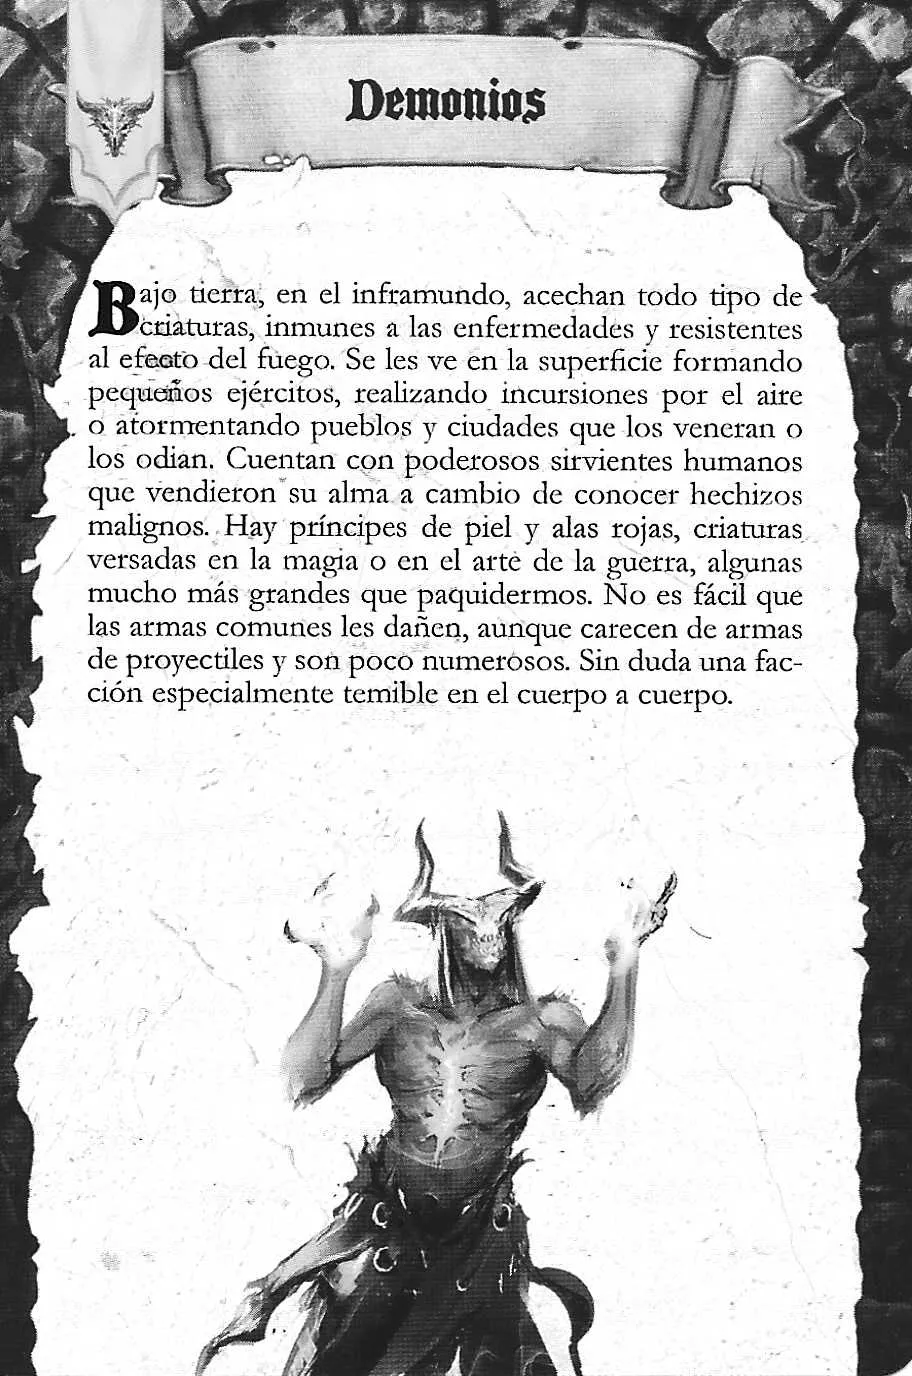 Demonios
Bajo tierra, en el inframundo, acechan todo tipo de
criaturas, inmunes a las enfermedades y resistentes
al efecto del fuego. Se les ve en la superficie formando
pequeños ejércitos, realizando incursiones por el aire
o atormentando pueblos y ciudades que los veneran o
los odian. Cuentan con poderosos sirvientes humanos
que vendieron su alma a cambio de conocer hechizos
malignos. Hay príncipes de piel y alas rojas, criaturas
versadas en la magia o en el arte de la guerra, algunas
mucho más grandes que paquidermos. No es fácil que
las armas comunes les dañen, aunque carecen de armas
de proyectiles y son poco numerosos. Sin duda una fac-
ción especialmente temible en el cuerpo a cuerpo.